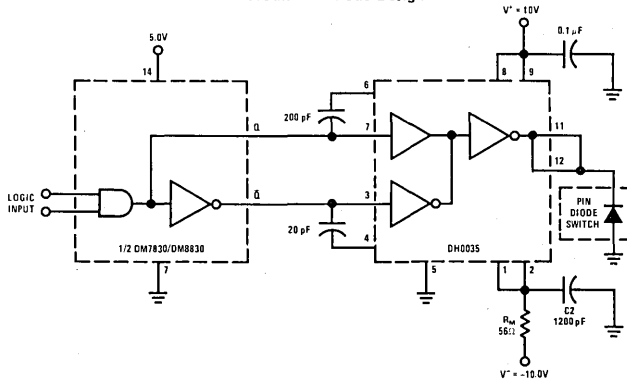 V+ = 10V
0.1 µF
5.0V
14
8
9
6
200 pF
Q
7
11
12
LOGIC
INPUT
Q̄
3
20 pF
4
PIN
DIODE
SWITCH
1/2 DM7830/DM8830
DH0035
7
5
1
2
C2
1200 pF
RM
56Ω
V- = -10.0V